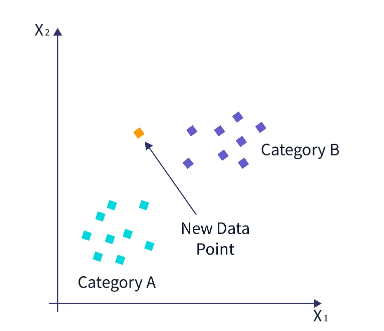 X₂
Category B
New Data
Point
Category A
X₁